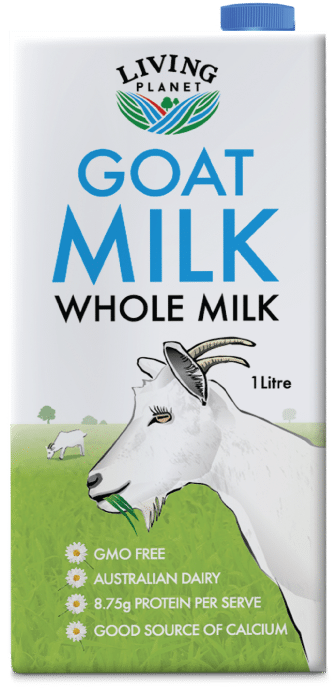 LIVING
PLANET
GOAT
MILK
WHOLE MILK
1 Litre
GMO FREE
AUSTRALIAN DAIRY
8.75g PROTEIN PER SERVE
GOOD SOURCE OF CALCIUM